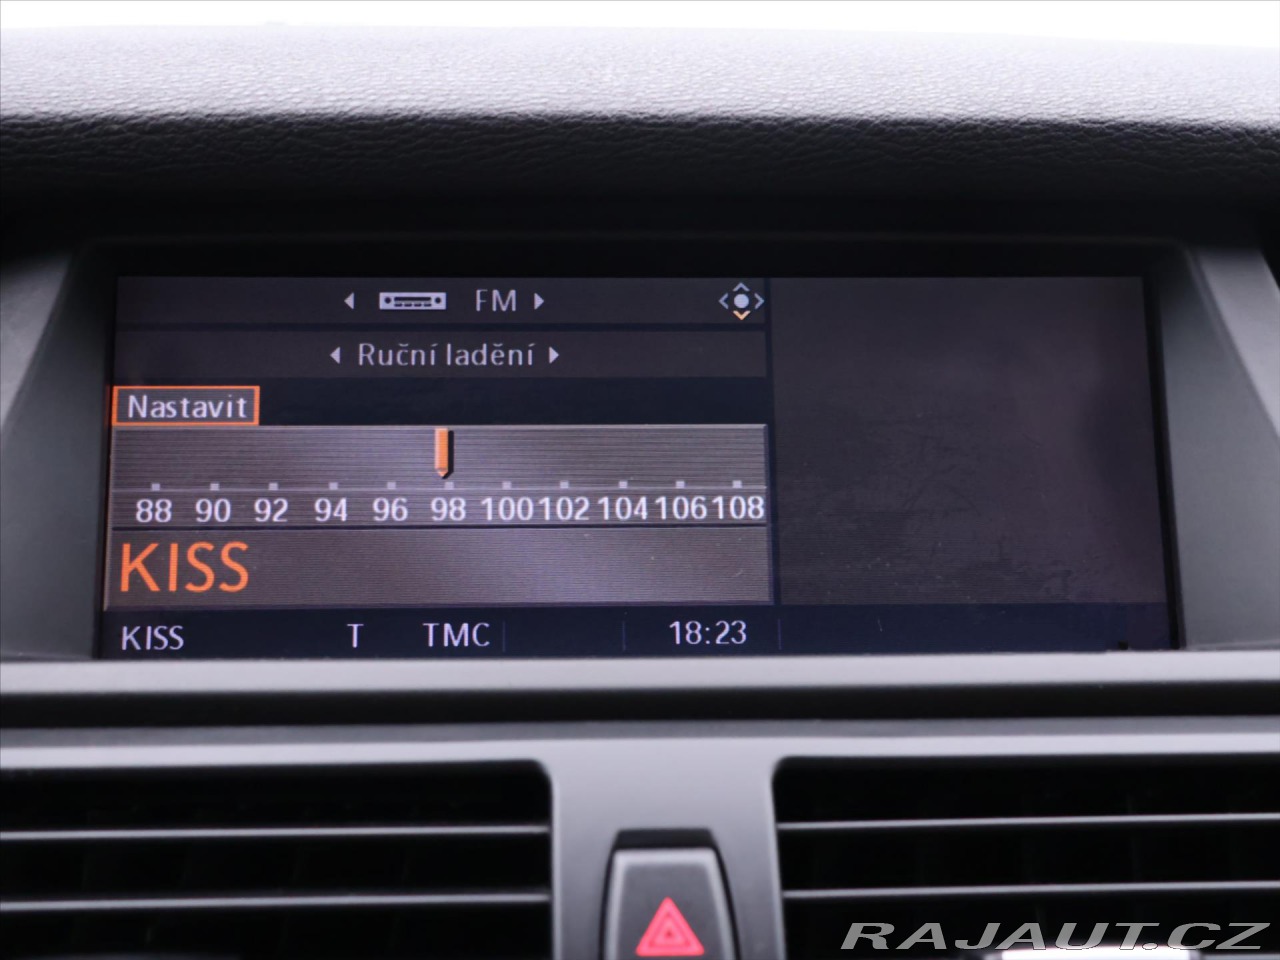 FM
Ruční ladění
Nastavit
88 90 92 94 96 98 100 102 104 106 108
KISS
KISS T TMC 18:23
RAJAUT.CZ